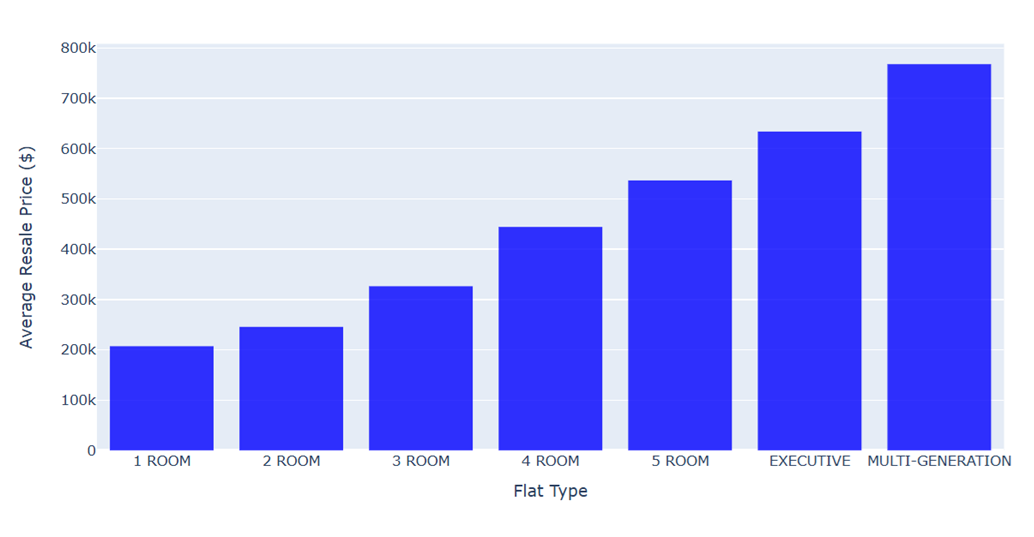 Average Resale Price ($)
800k
700k
600k
500k
400k
300k
200k
100k
0
1 ROOM 2 ROOM 3 ROOM 4 ROOM 5 ROOM EXECUTIVE MULTI-GENERATION
Flat Type